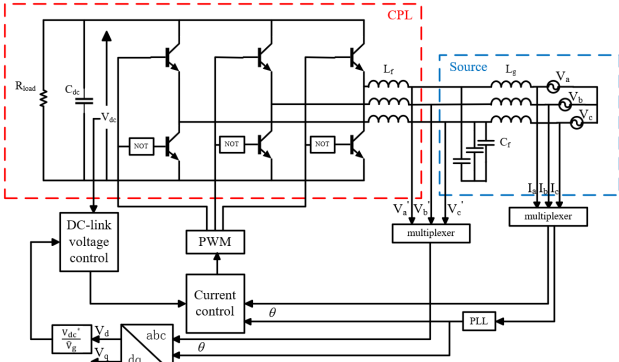 CPL
Source
Rload
Cdc
Vdc
Lf
Lg
Va
Vb
Vc
Cf
NOT
NOT
NOT
Ia Ib Ic
Va' Vb' Vc'
multiplexer
multiplexer
DC-link
voltage
control
PWM
Current
control
θ
PLL
vdc*
Vd
abc
θ
Vq
dq